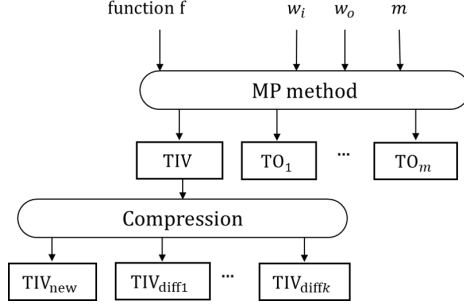 function f w_i w_o m
MP method
TIV TO_1 ... TO_m
Compression
TIV_new TIV_diff1 ... TIV_diffk